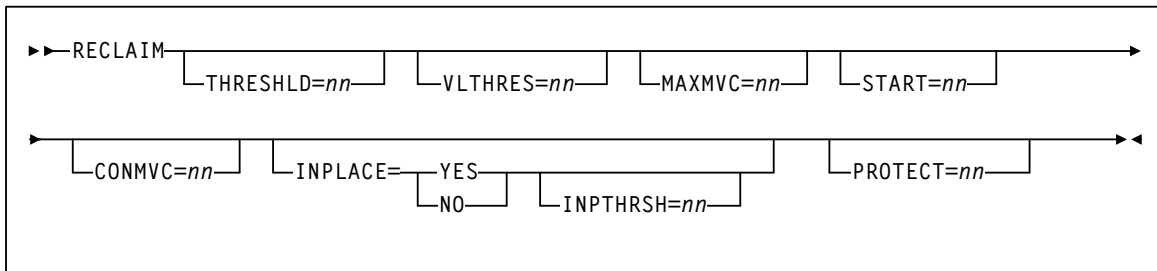 RECLAIM
THRESHLD=nn VLTHRES=nn MAXMVC=nn START=nn
CONMVC=nn INPLACE= YES PROTECT=nn
NO INPTHRSH=nn